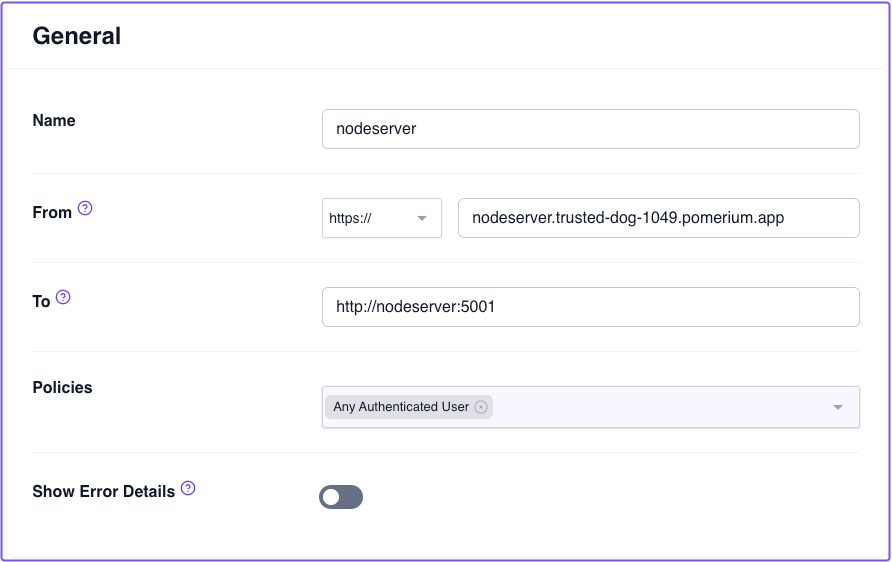 General
Name
nodeserver
From
https://
nodeserver.trusted-dog-1049.pomerium.app
To
http://nodeserver:5001
Policies
Any Authenticated User
Show Error Details